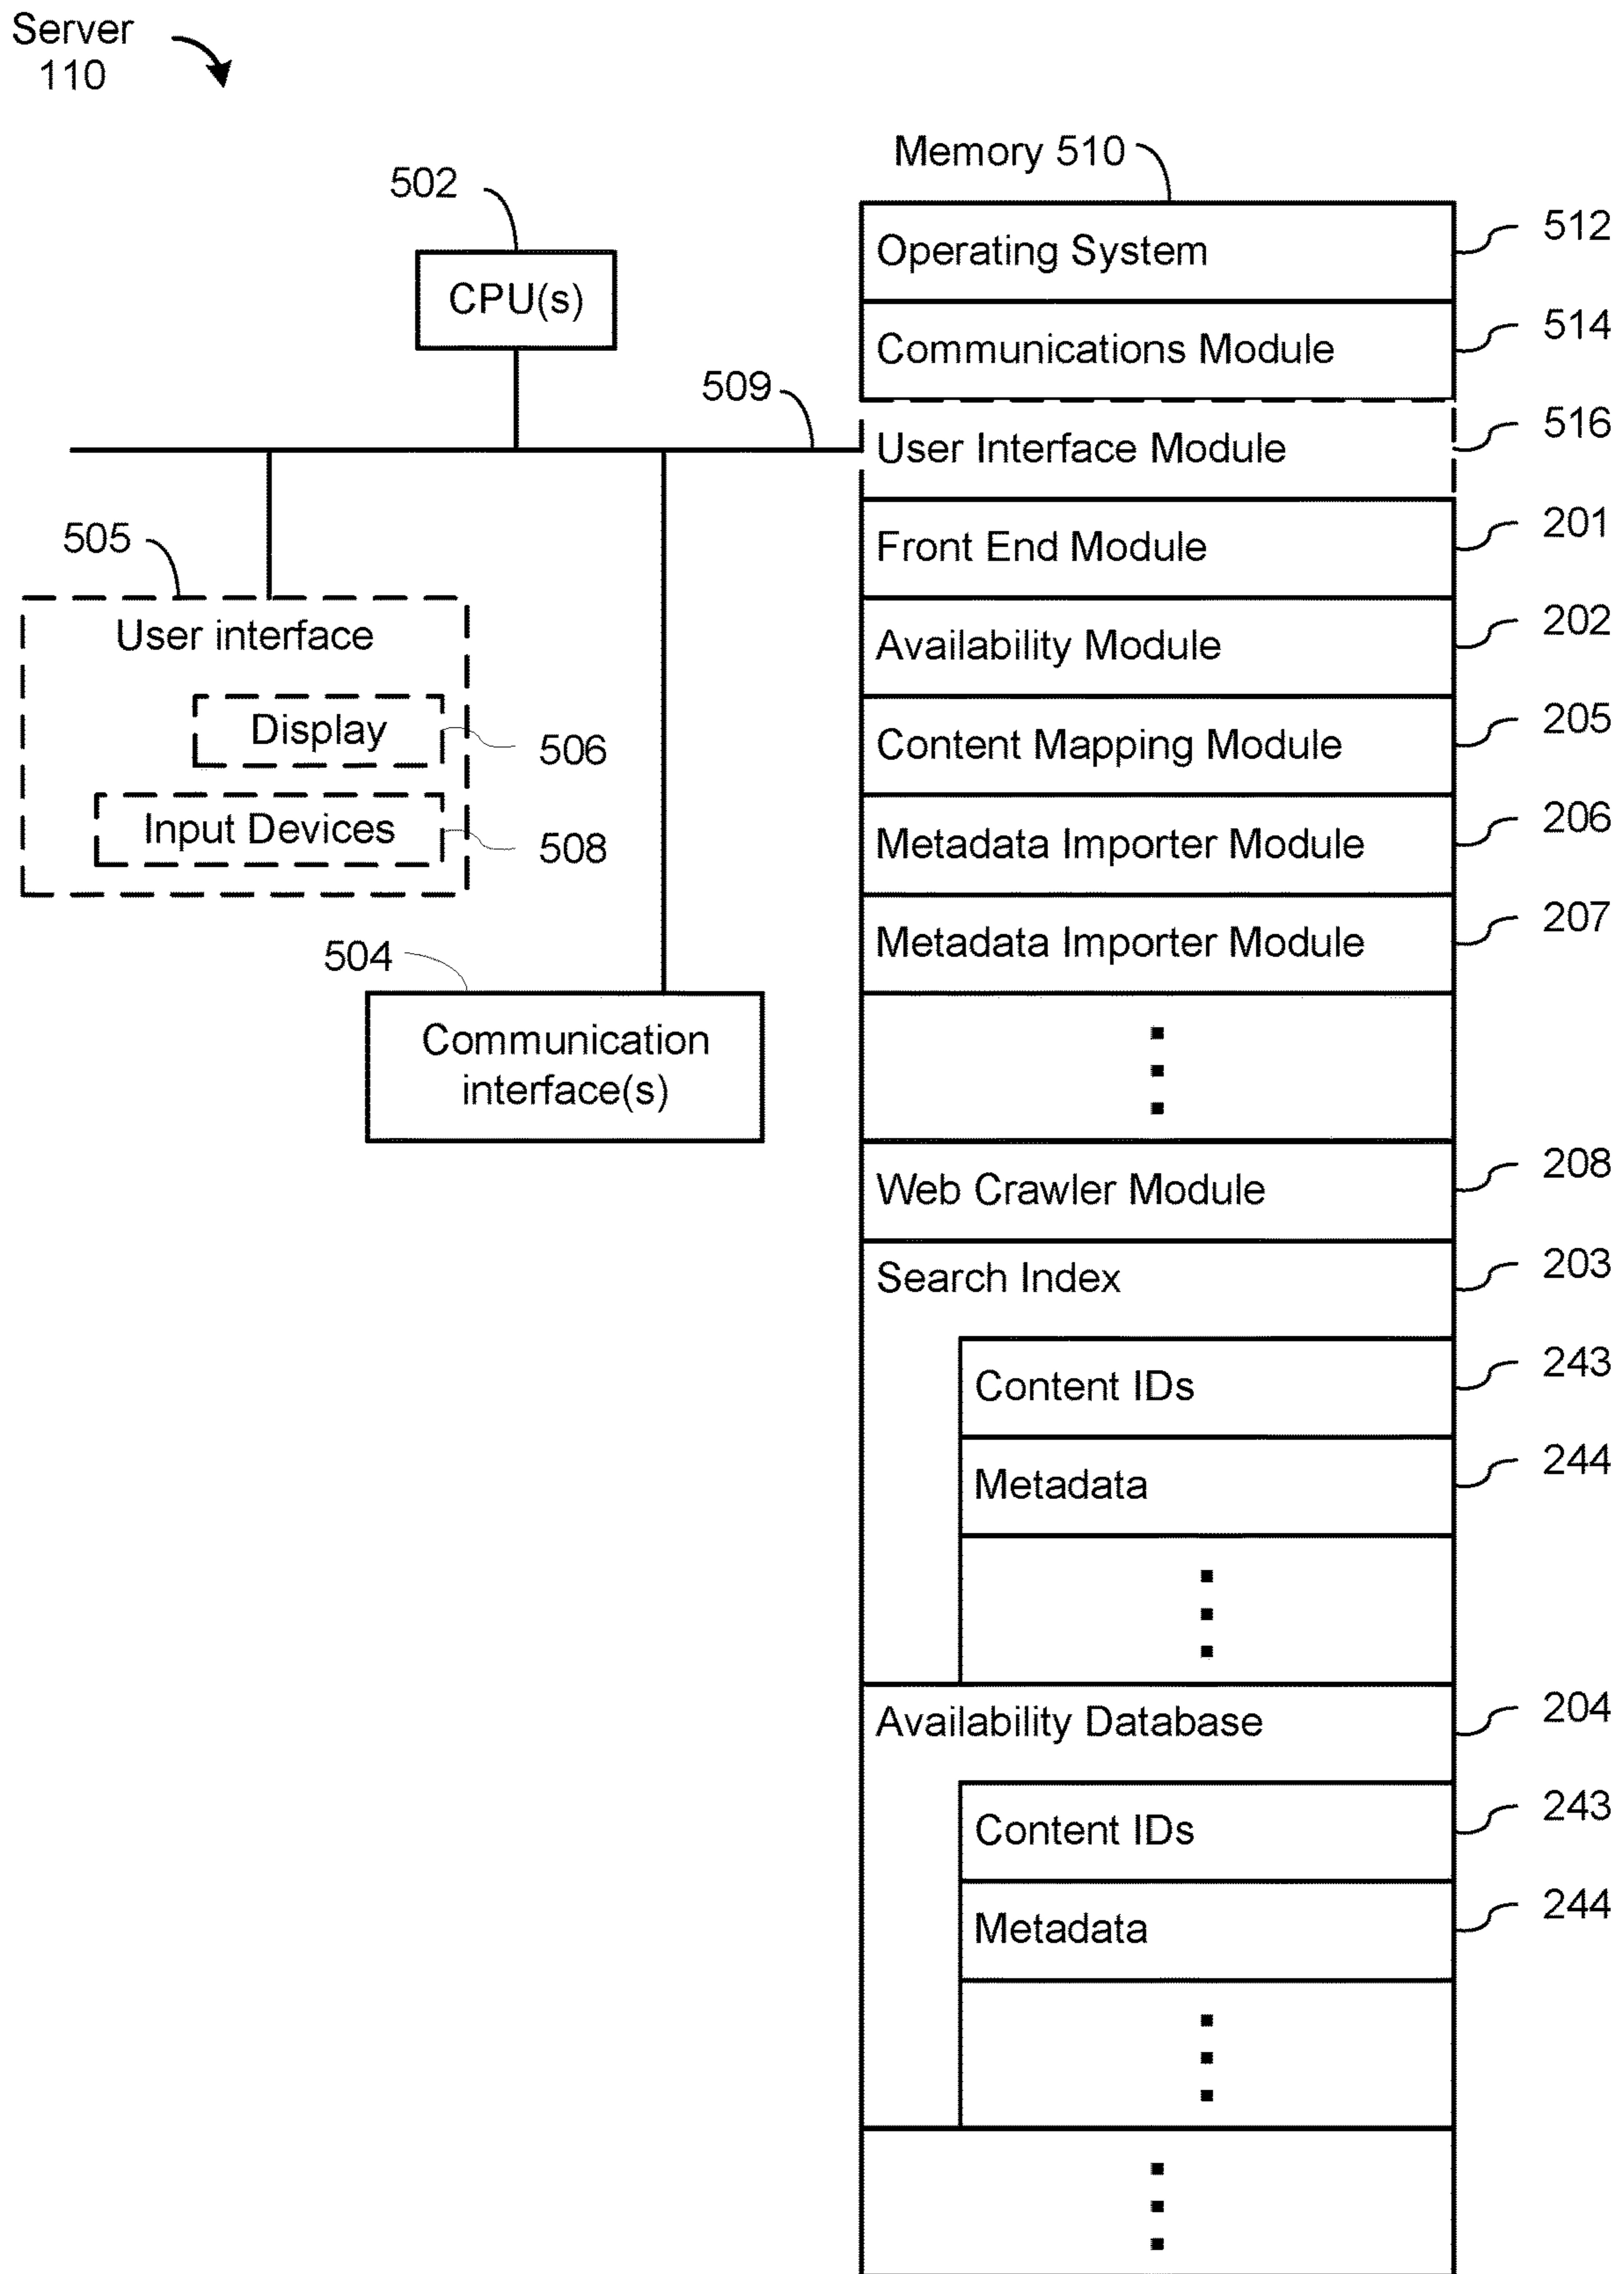 Server
110
Memory 510
502
CPU(s)
509
505
User interface
Display
506
Input Devices
508
504
Communication
interface(s)
Operating System
512
Communications Module
514
User Interface Module
516
Front End Module
201
Availability Module
202
Content Mapping Module
205
Metadata Importer Module
206
Metadata Importer Module
207
Web Crawler Module
208
Search Index
203
Content IDs
243
Metadata
244
Availability Database
204
Content IDs
243
Metadata
244